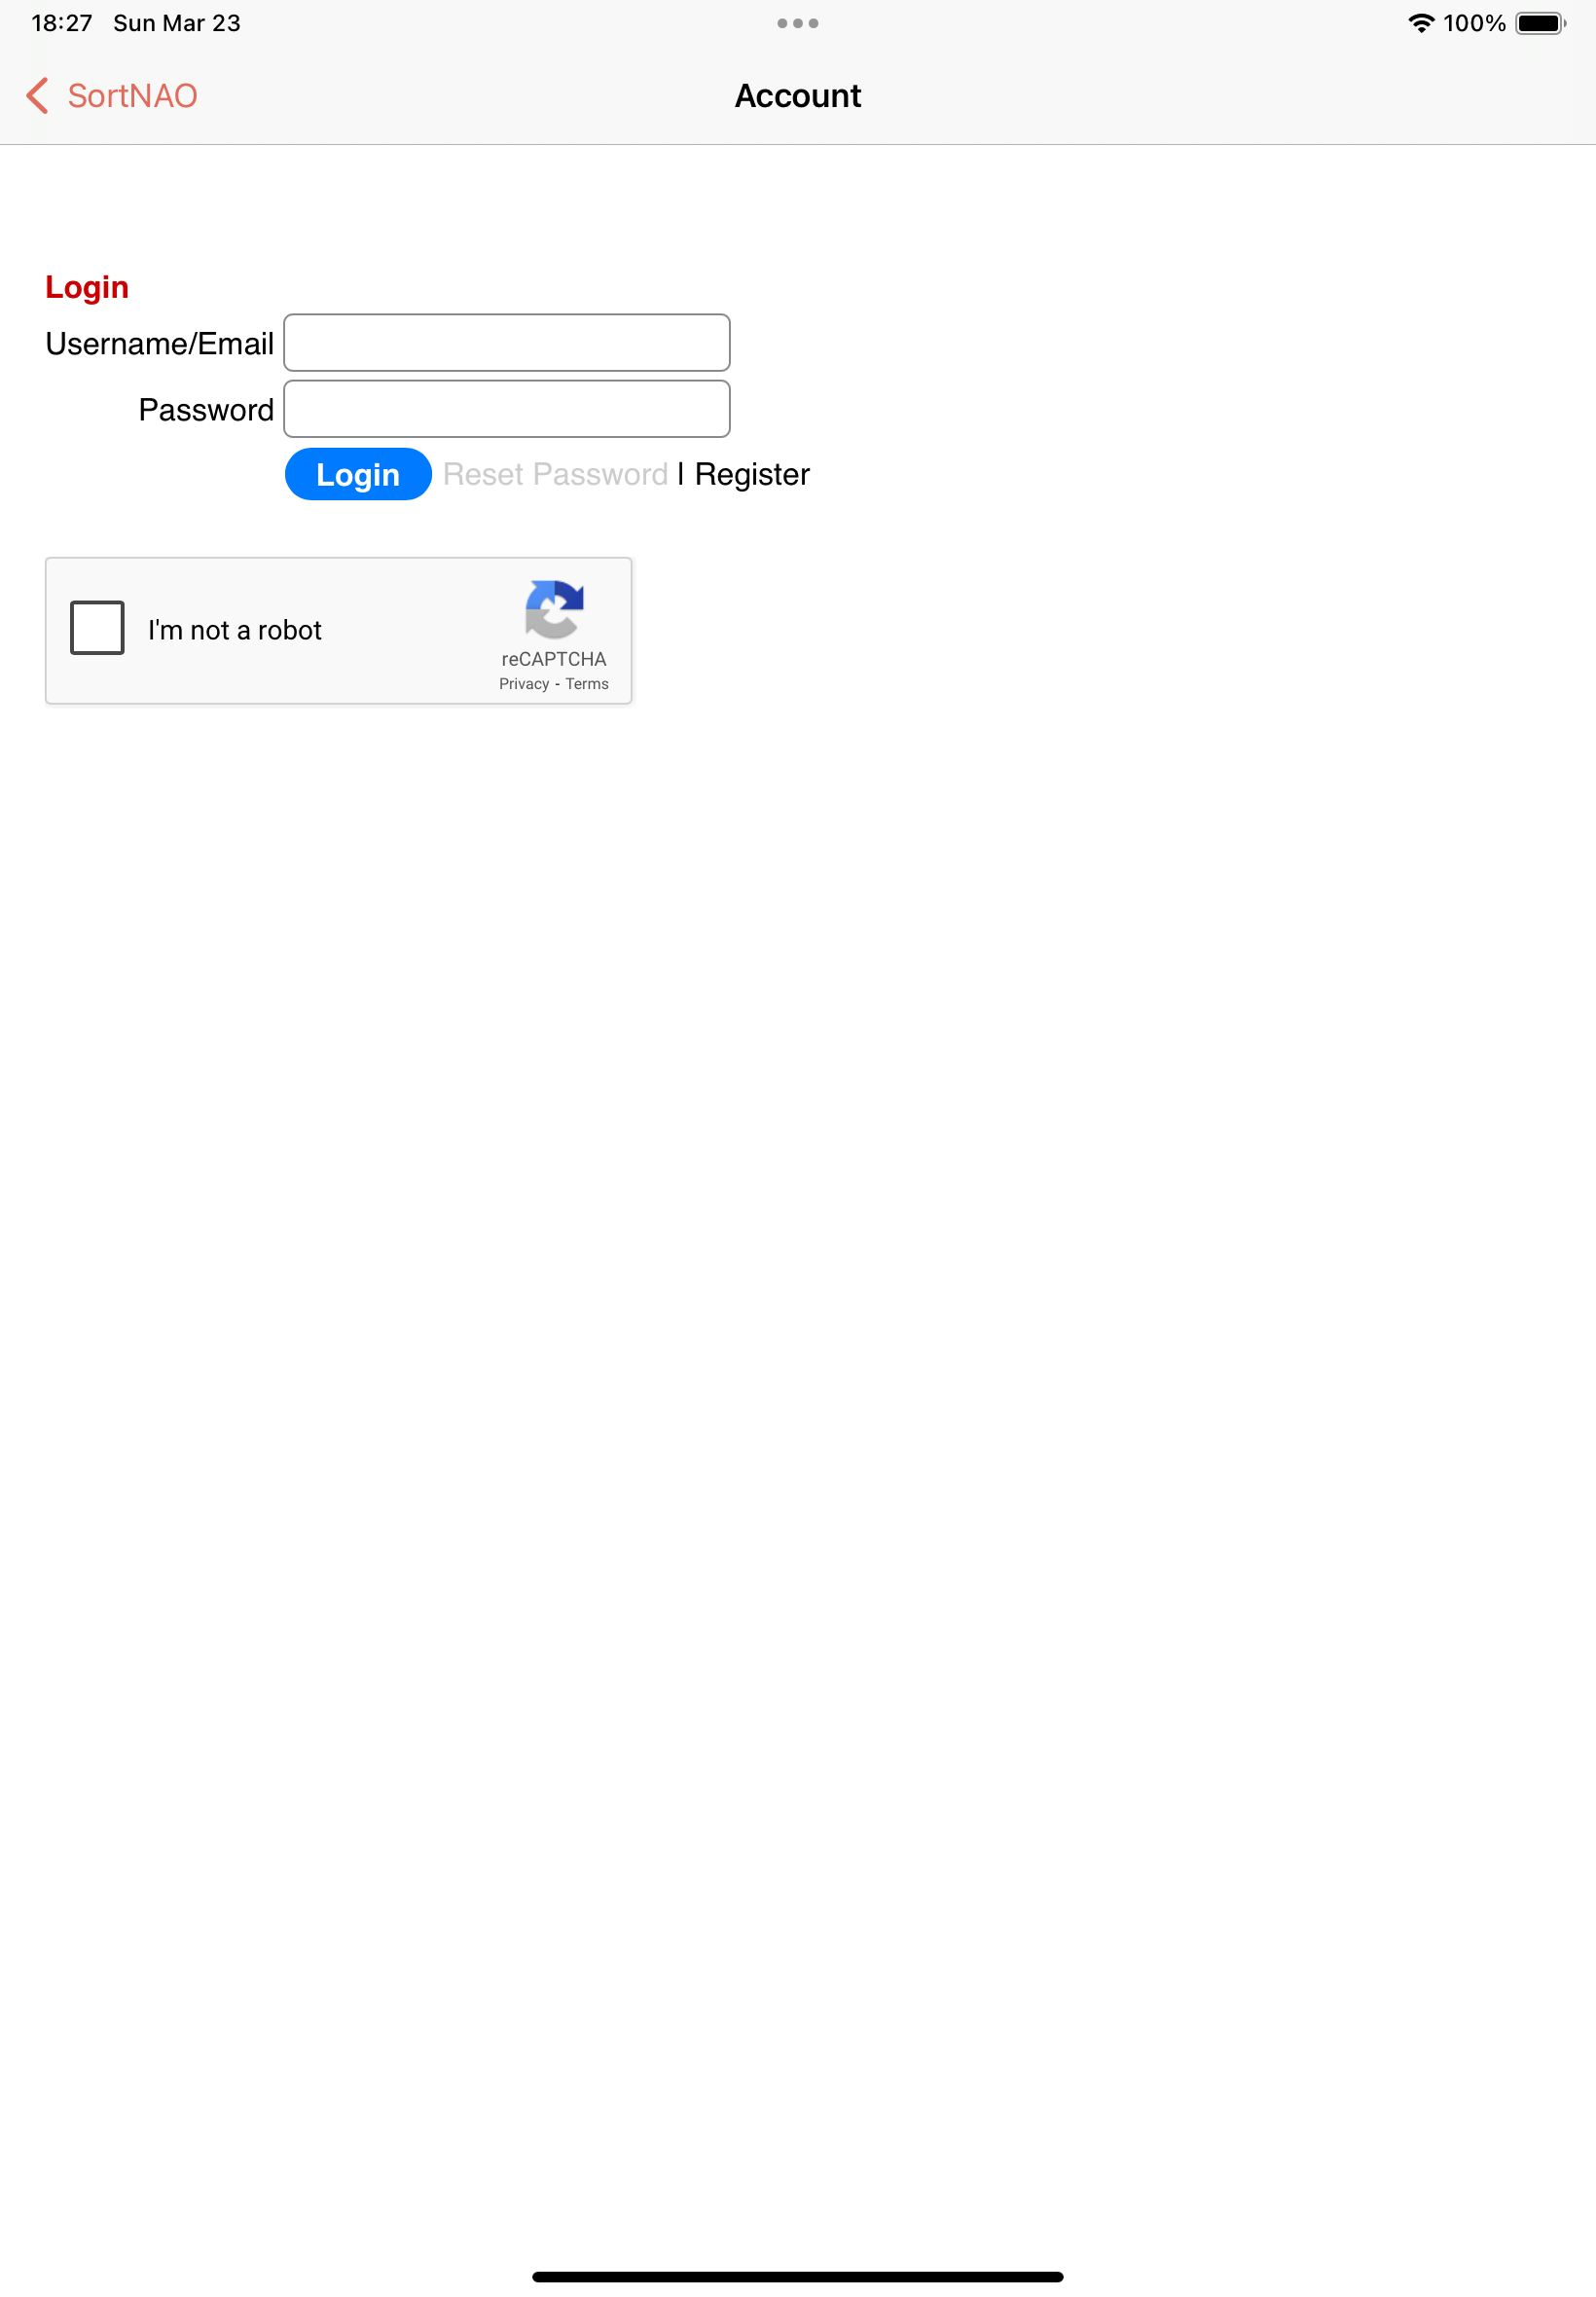 18:27 Sun Mar 23 100%
SortNAO Account
Login
Username/Email
Password
Login Reset Password | Register
I'm not a robot
reCAPTCHA
Privacy - Terms